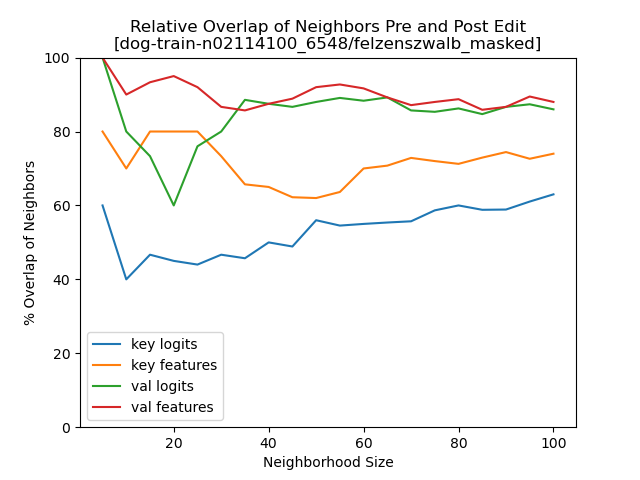 Relative Overlap of Neighbors Pre and Post Edit
[dog-train-n02114100_6548/felzenszwalb_masked]
100
80
60
40
20
0
% Overlap of Neighbors
key logits
key features
val logits
val features
20 40 60 80 100
Neighborhood Size